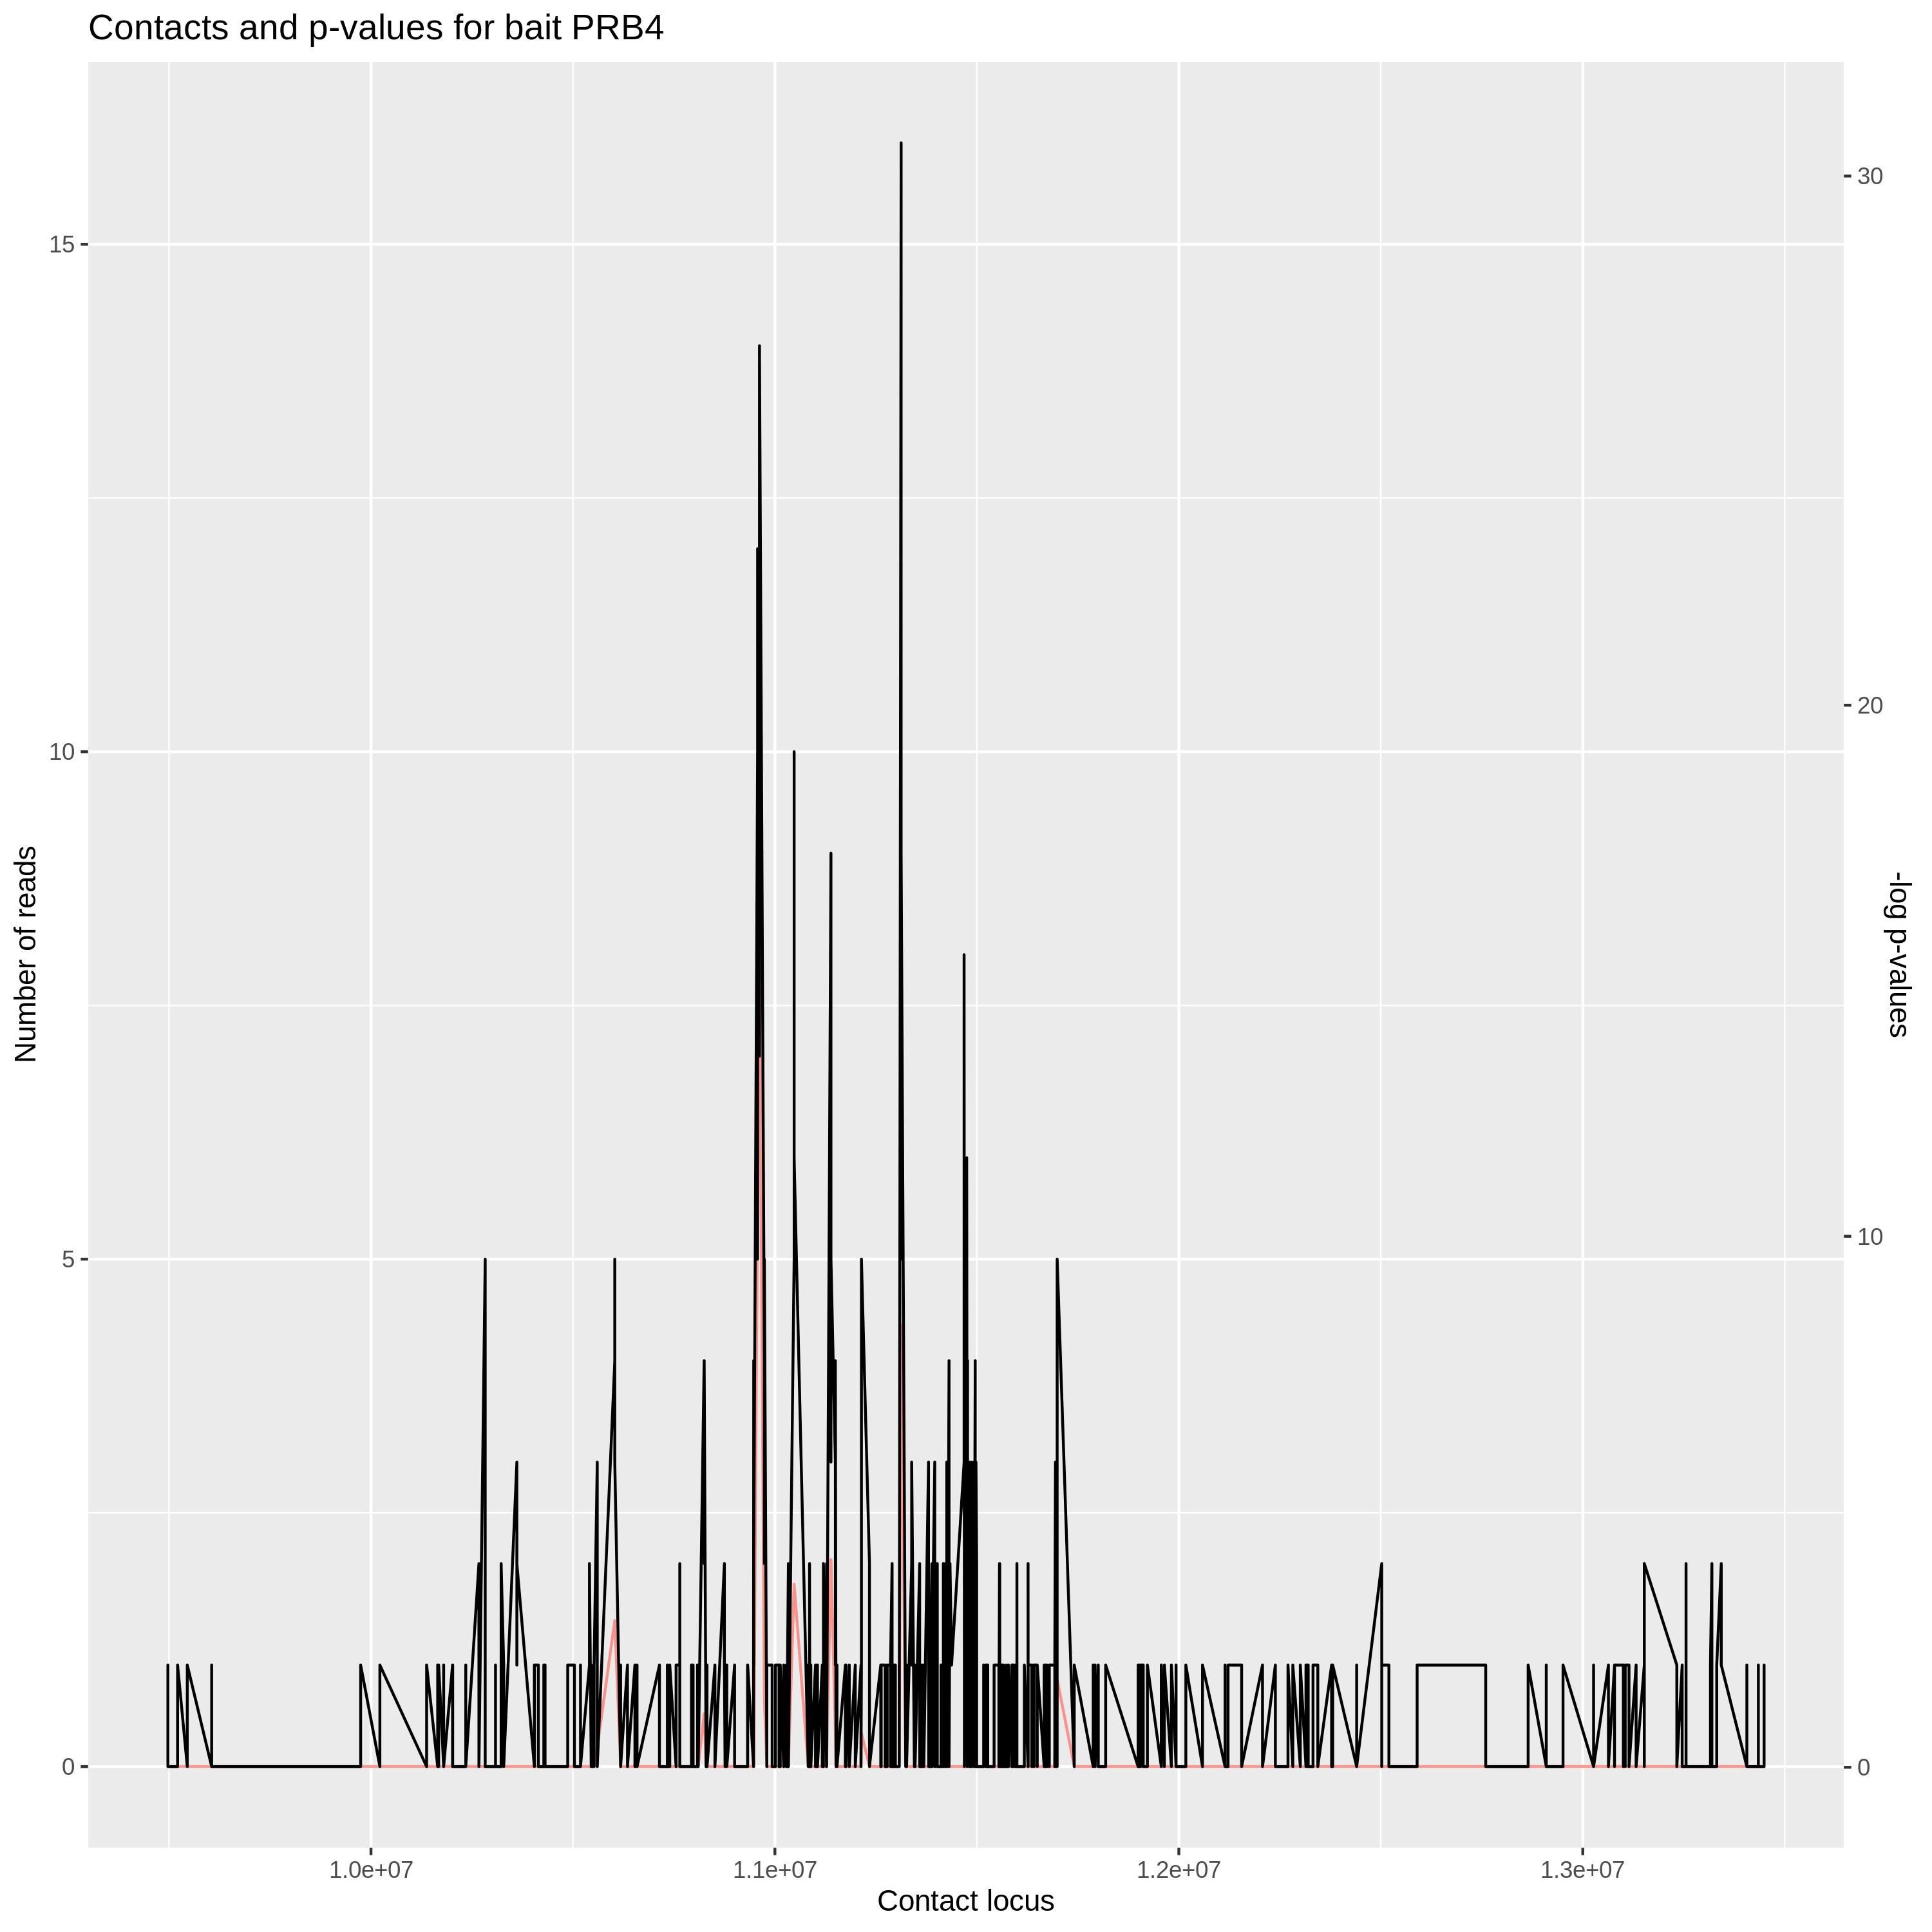 Contacts and p-values for bait PRB4
15
10
5
0
Number of reads
30
20
10
0
-log p-values
1.0e+07
1.1e+07
1.2e+07
1.3e+07
Contact locus